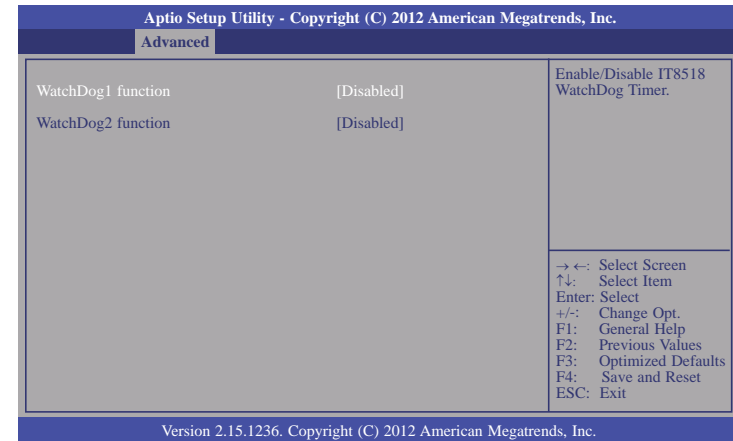 Aptio Setup Utility - Copyright (C) 2012 American Megatrends, Inc.
Advanced
WatchDog1 function [Disabled]
WatchDog2 function [Disabled]
Enable/Disable IT8518
WatchDog Timer.
→ ←: Select Screen
↑↓: Select Item
Enter: Select
+/-: Change Opt.
F1: General Help
F2: Previous Values
F3: Optimized Defaults
F4: Save and Reset
ESC: Exit
Version 2.15.1236. Copyright (C) 2012 American Megatrends, Inc.